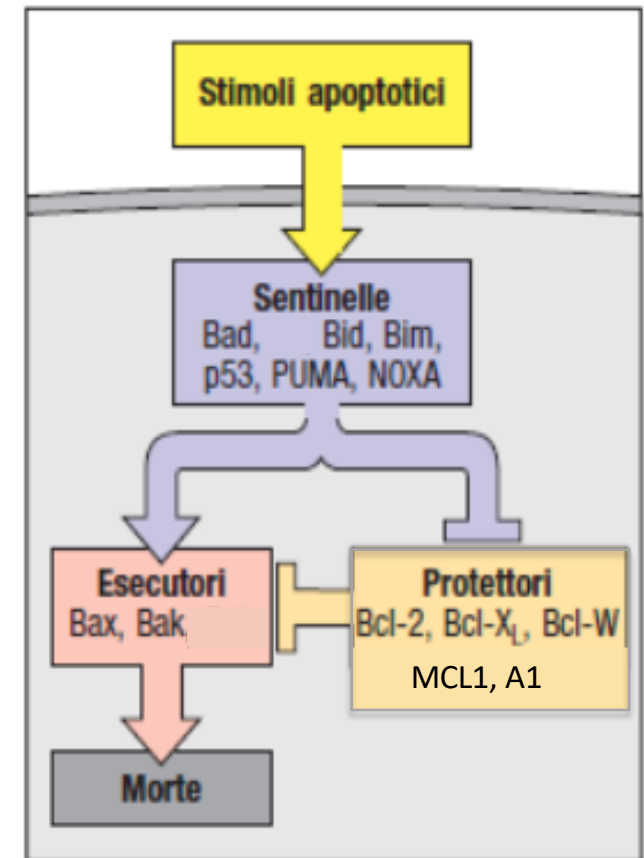 Stimoli apoptotici
Sentinelle
Bad, Bid, Bim,
p53, PUMA, NOXA
Esecutori
Bax, Bak,
Protettori
Bcl-2, Bcl-XL, Bcl-W
MCL1, A1
Morte